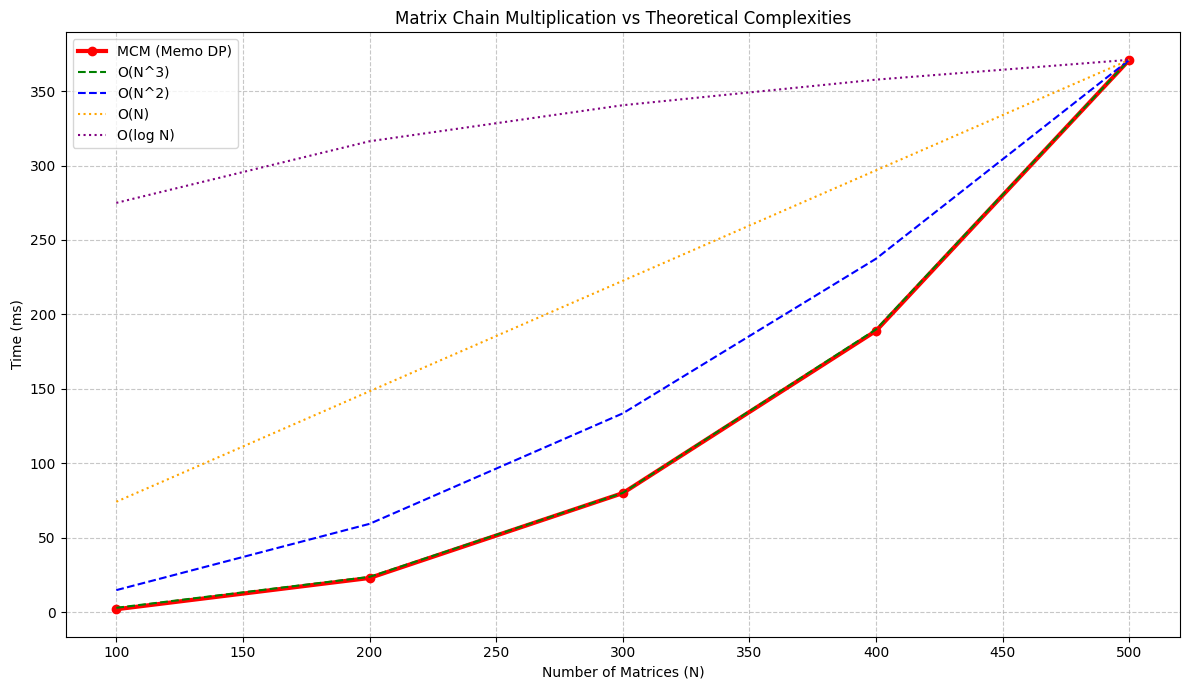 Matrix Chain Multiplication vs Theoretical Complexities
MCM (Memo DP)
O(N^3)
O(N^2)
O(N)
O(log N)
Time (ms)
350
300
250
200
150
100
50
0
100
150
200
250
300
350
400
450
500
Number of Matrices (N)